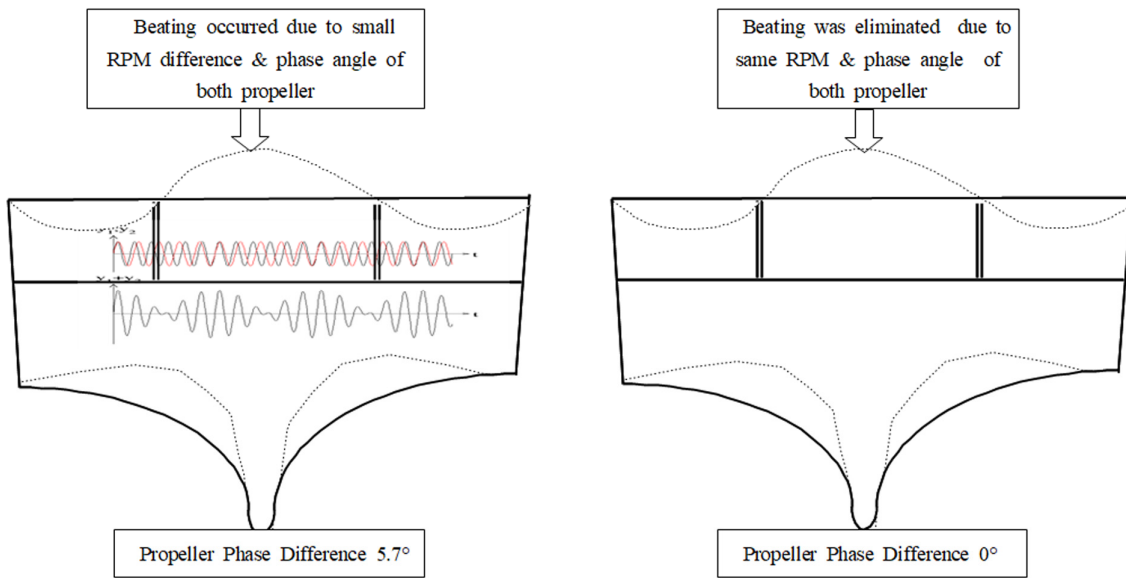 Beating occurred due to small
RPM difference & phase angle of
both propeller
Beating was eliminated due to
same RPM & phase angle of
both propeller
t
t
Propeller Phase Difference 5.7°
Propeller Phase Difference 0°